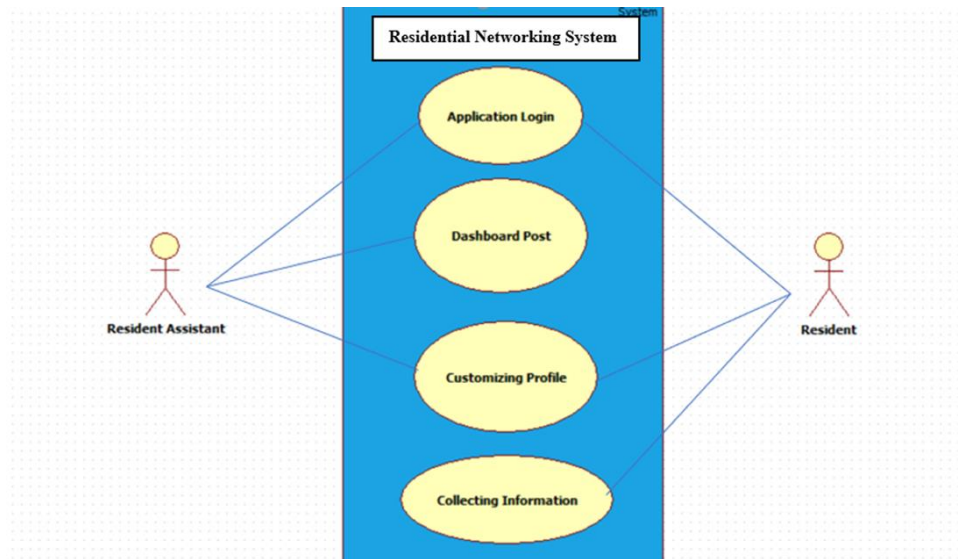 System
Residential Networking System
Application Login
Dashboard Post
Resident Assistant
Resident
Customizing Profile
Collecting Information